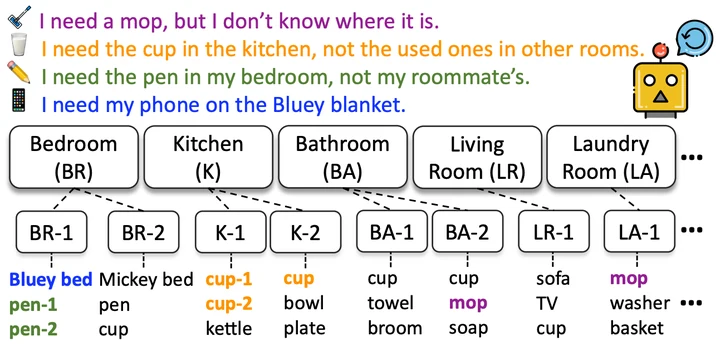 I need a mop, but I don't know where it is.
I need the cup in the kitchen, not the used ones in other rooms.
I need the pen in my bedroom, not my roommate's.
I need my phone on the Bluey blanket.
Bedroom (BR) Kitchen (K) Bathroom (BA) Living Room (LR) Laundry Room (LA) ...
BR-1 BR-2 K-1 K-2 BA-1 BA-2 LR-1 LA-1 ...
Bluey bed Mickey bed cup-1 cup cup cup sofa mop
pen-1 pen cup-2 bowl towel mop TV washer ...
pen-2 cup kettle plate broom soap cup basket